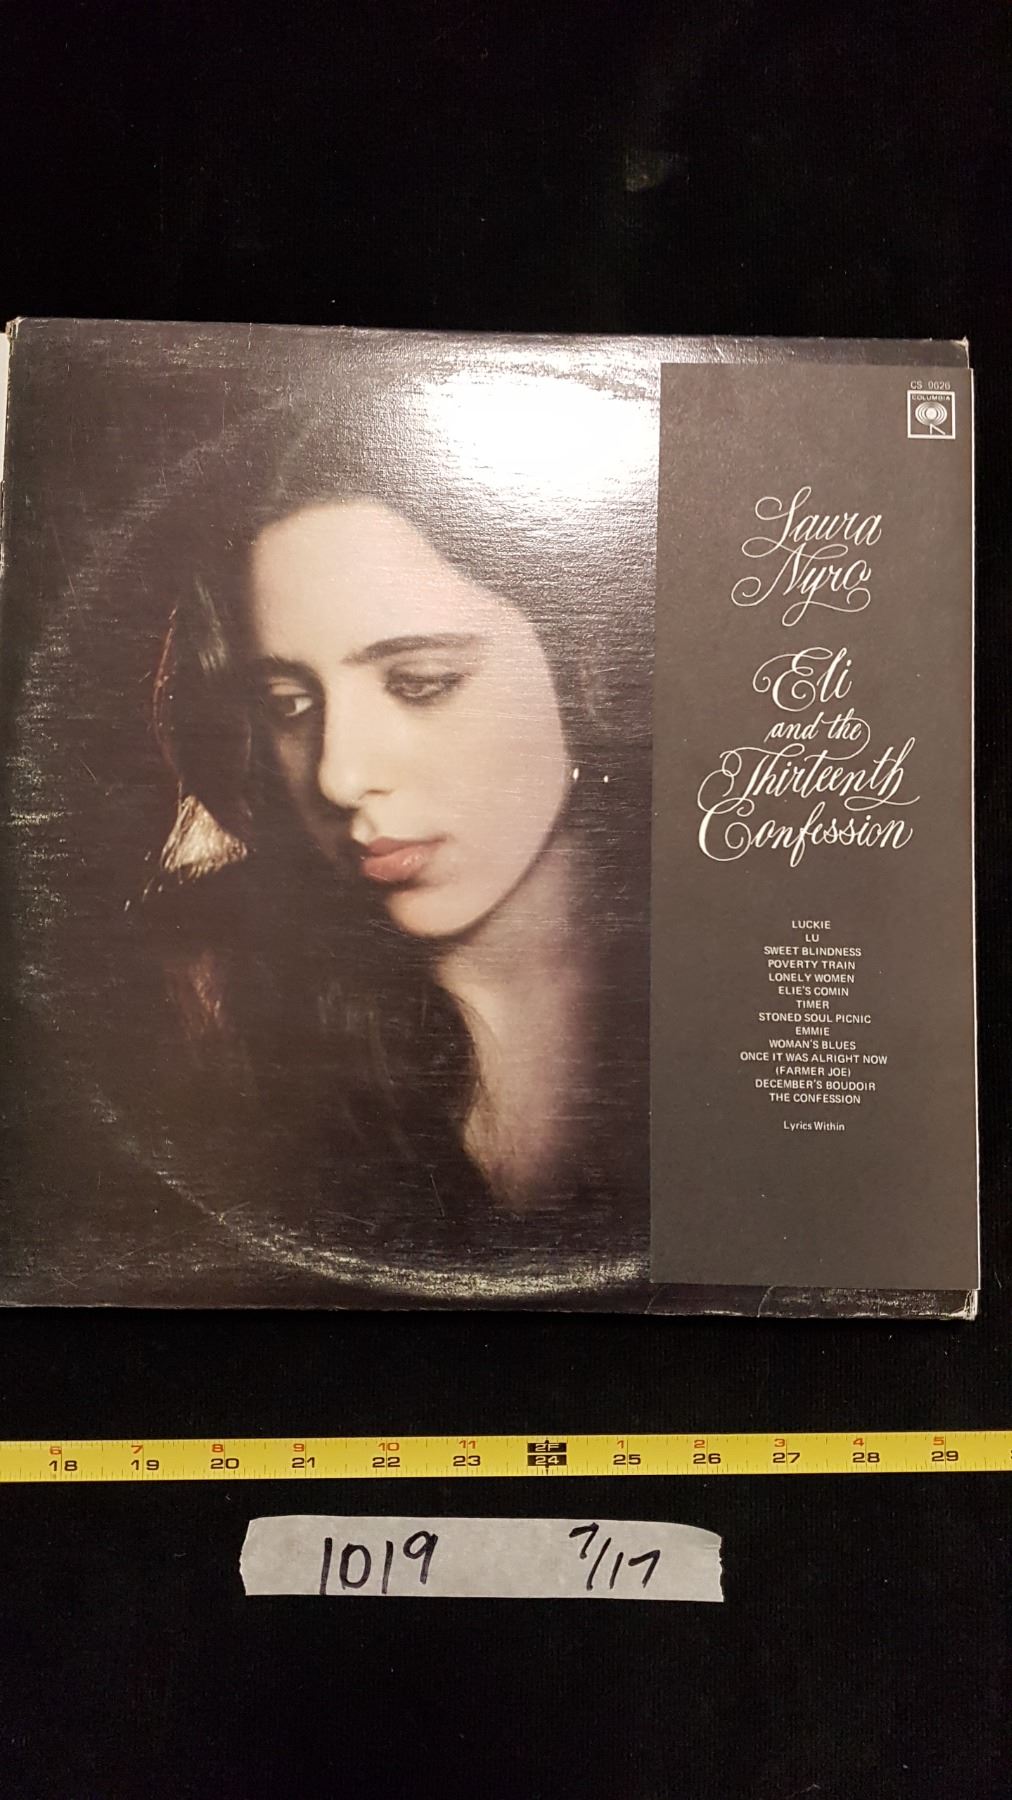 CS 9626
COLUMBIA
Laura
Nyro
Eli
and the
Thirteenth
Confession
LUCKIE
LU
SWEET BLINDNESS
POVERTY TRAIN
LONELY WOMEN
ELIE'S COMIN
TIMER
STONED SOUL PICNIC
EMMIE
WOMAN'S BLUES
ONCE IT WAS ALRIGHT NOW
(FARMER JOE)
DECEMBER'S BOUDOIR
THE CONFESSION
Lyrics Within
6 7 8 9 10 11 2F 1 2 3 4 5
18 19 20 21 22 23 24 25 26 27 28 29
1019 7/17